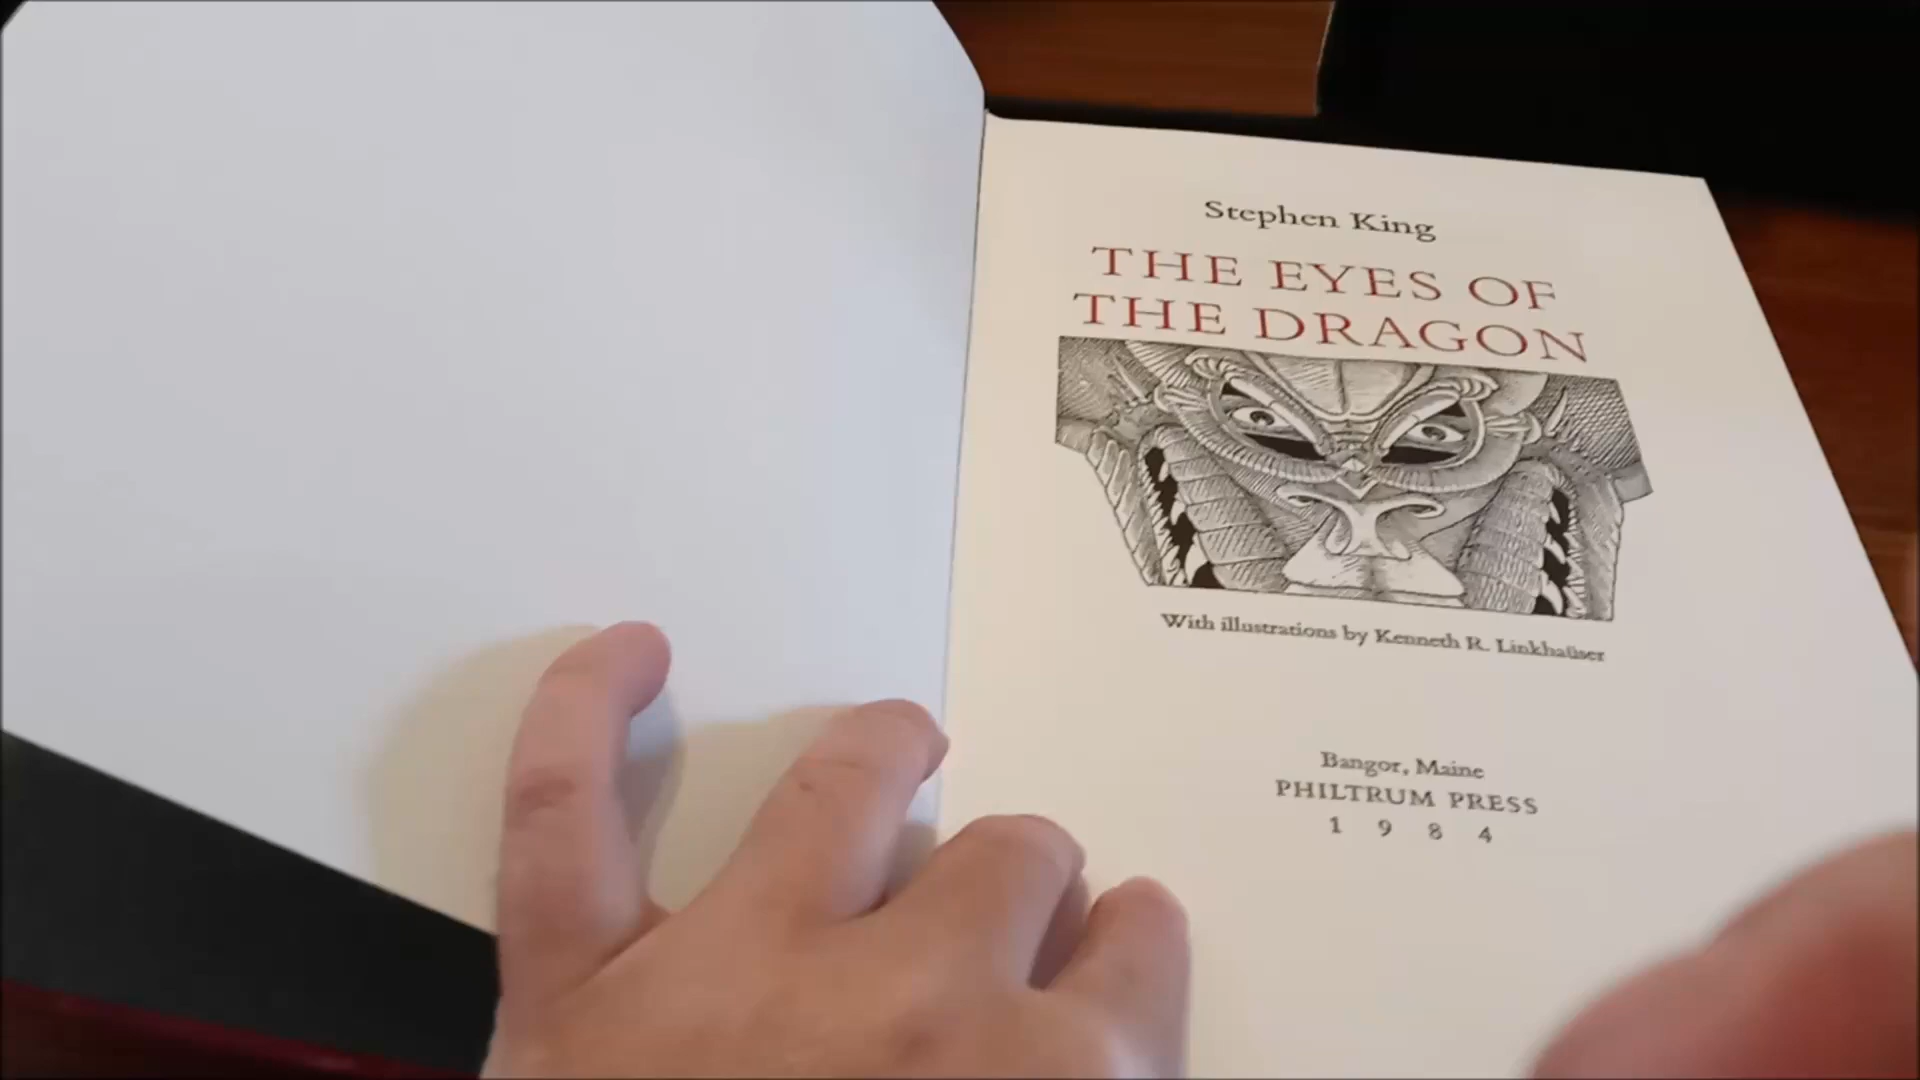 Stephen King
THE EYES OF
THE DRAGON
With illustrations by Kenneth R. Linkhaüser
Bangor, Maine
PHILTRUM PRESS
1 9 8 4